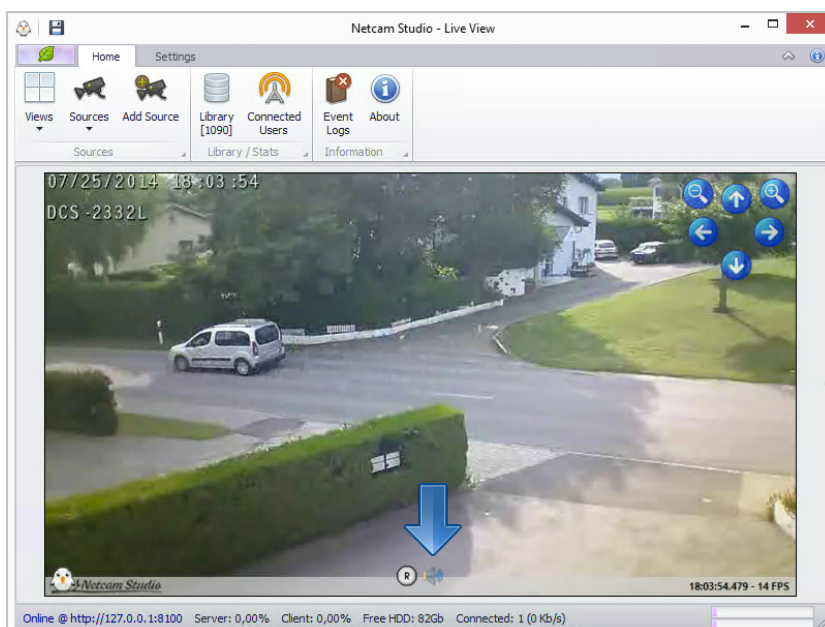 Netcam Studio - Live View
Home Settings
Views Sources Add Source Library [1090] Connected Users Event Logs About
Sources Library / Stats Information
07/25/2014 18:03:54
DCS-2332L
R
Netcam Studio
18:03:54.479 - 14 FPS
Online @ http://127.0.0.1:8100 Server: 0,00% Client: 0,00% Free HDD: 82Gb Connected: 1 (0 Kb/s)